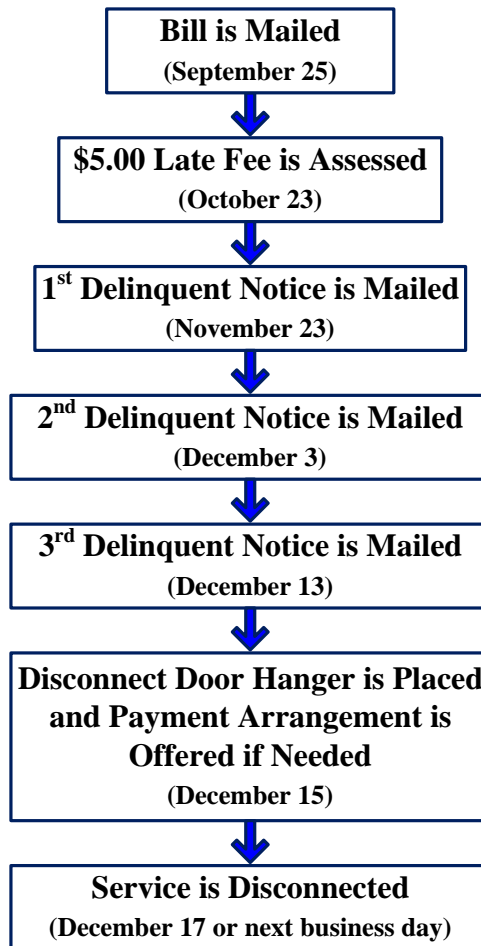 Bill is Mailed
(September 25)
$5.00 Late Fee is Assessed
(October 23)
1st Delinquent Notice is Mailed
(November 23)
2nd Delinquent Notice is Mailed
(December 3)
3rd Delinquent Notice is Mailed
(December 13)
Disconnect Door Hanger is Placed
and Payment Arrangement is
Offered if Needed
(December 15)
Service is Disconnected
(December 17 or next business day)